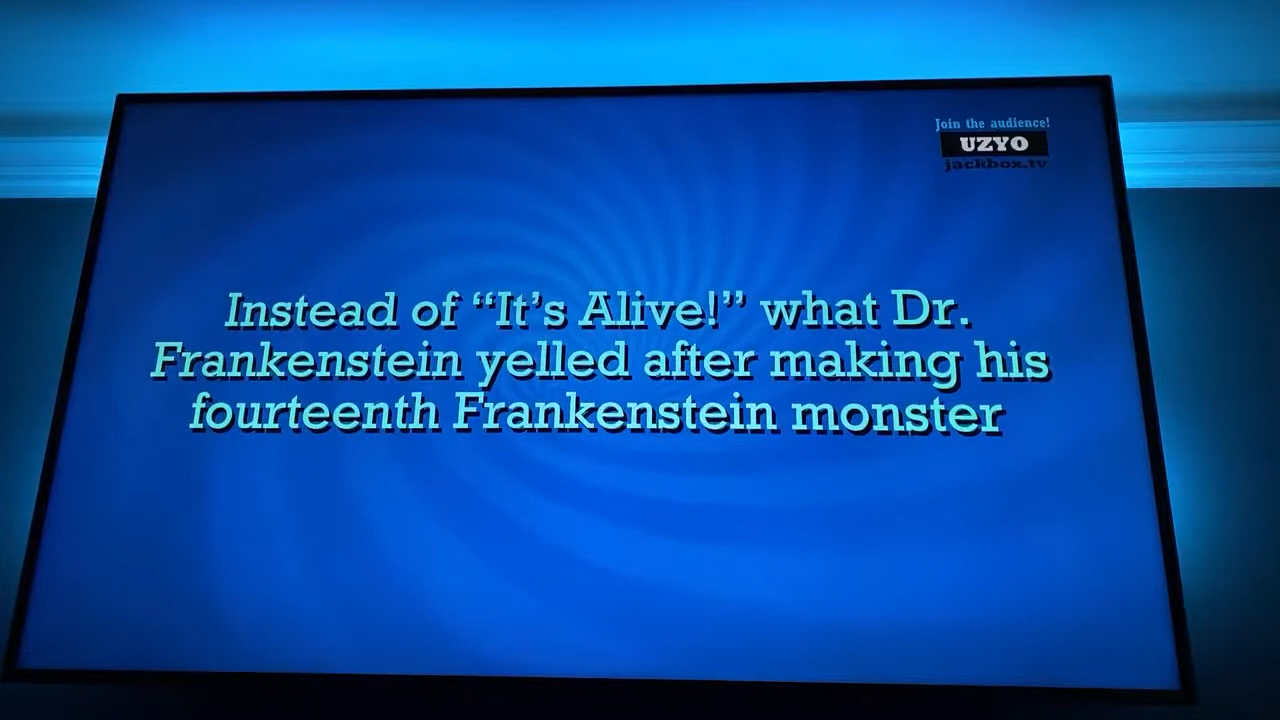 Join the audience!
UZYO
jackbox.tv
Instead of “It’s Alive!” what Dr.
Frankenstein yelled after making his
fourteenth Frankenstein monster